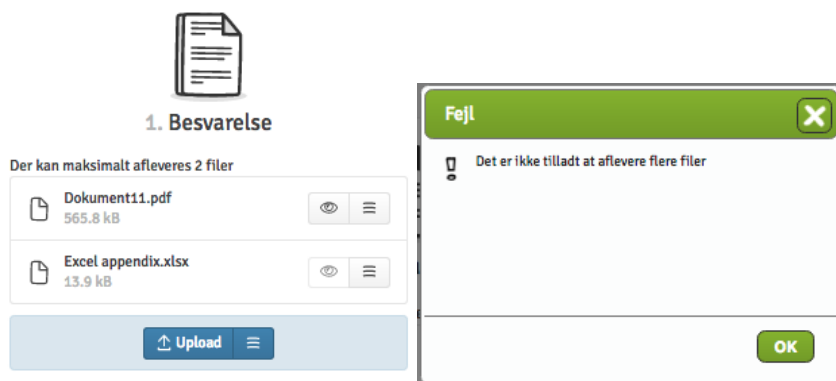 1. Besvarelse
Der kan maksimalt afleveres 2 filer
Dokument11.pdf
565.8 kB
Excel appendix.xlsx
13.9 kB
Upload
Fejl
Det er ikke tilladt at aflevere flere filer
OK